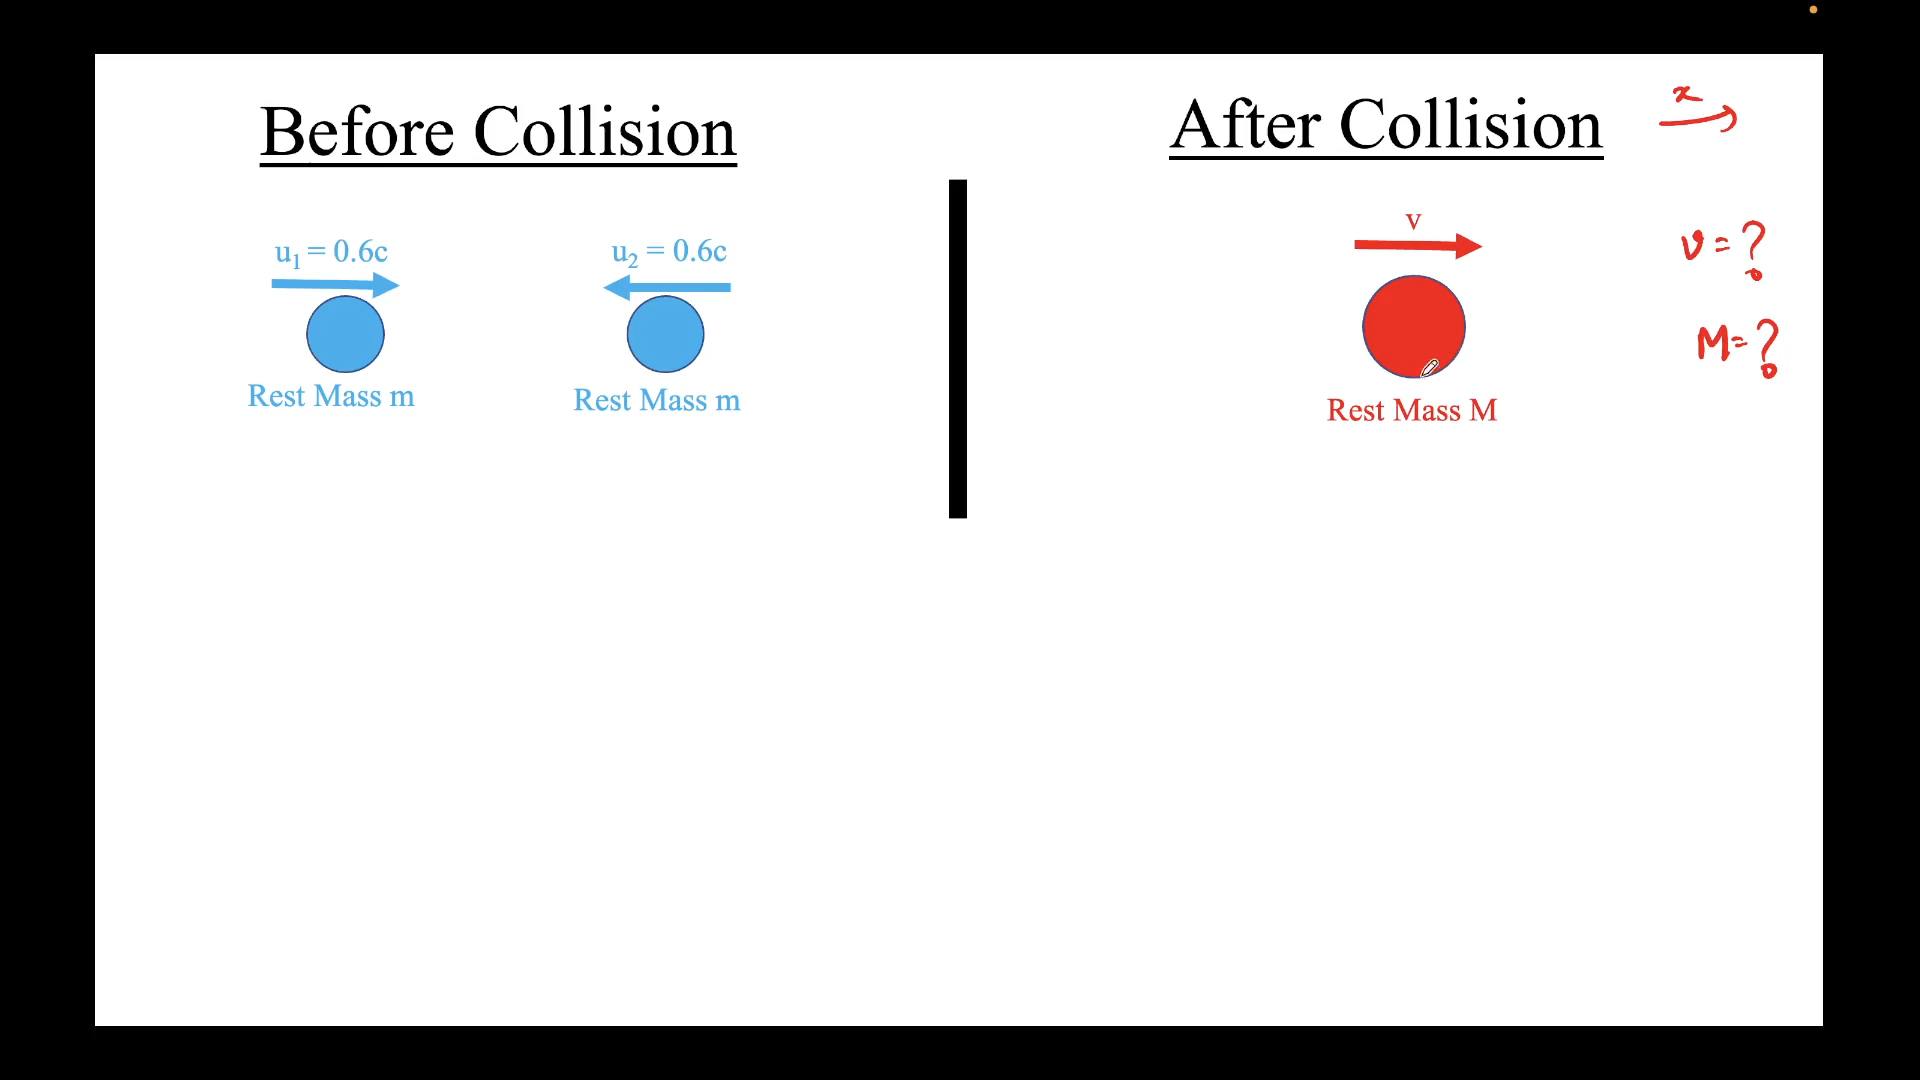 Before Collision
After Collision
x
u₁ = 0.6c
u₂ = 0.6c
v
v = ?
M = ?
Rest Mass m
Rest Mass m
Rest Mass M